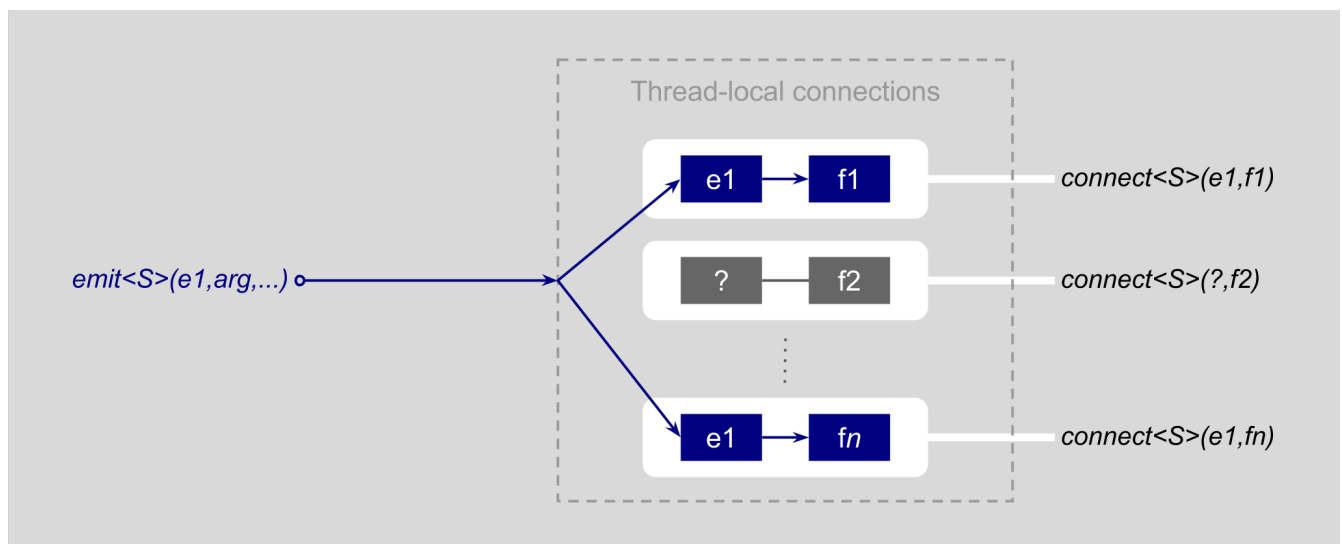 Thread-local connections
e1 f1 connect<S>(e1,f1)
emit<S>(e1,arg,...) ? f2 connect<S>(?,f2)
e1 fn connect<S>(e1,fn)